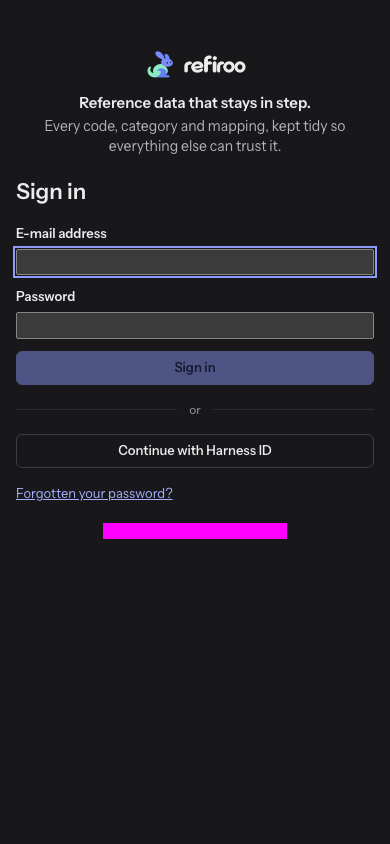 refiroo
Reference data that stays in step.
Every code, category and mapping, kept tidy so
everything else can trust it.
Sign in
E-mail address
Password
Sign in
or
Continue with Harness ID
Forgotten your password?